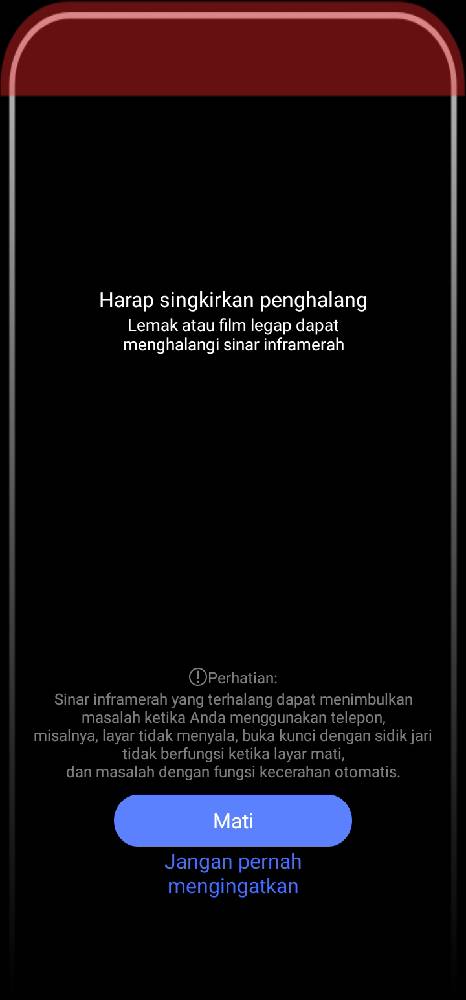 Harap singkirkan penghalang
Lemak atau film legap dapat
menghalangi sinar inframerah
Perhatian:
Sinar inframerah yang terhalang dapat menimbulkan
masalah ketika Anda menggunakan telepon,
misalnya, layar tidak menyala, buka kunci dengan sidik jari
tidak berfungsi ketika layar mati,
dan masalah dengan fungsi kecerahan otomatis.
Mati
Jangan pernah
mengingatkan